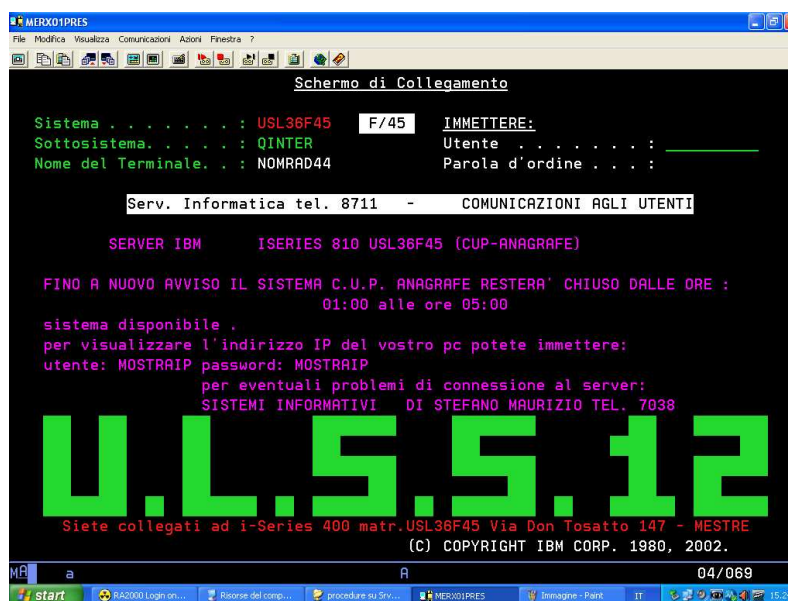 MERXO1PRES
File Modifica Visualizza Comunicazioni Azioni Finestra ?
Schermo di Collegamento
Sistema . . . . . . . : USL36F45 F/45 IMMETTERE:
Sottosistema. . . . . : QINTER Utente . . . . . . . :
Nome del Terminale. . : NOMRAD44 Parola d'ordine . . . :
Serv. Informatica tel. 8711 - COMUNICAZIONI AGLI UTENTI
SERVER IBM ISERIES 810 USL36F45 (CUP-ANAGRAFE)
FINO A NUOVO AVVISO IL SISTEMA C.U.P. ANAGRAFE RESTERA' CHIUSO DALLE ORE :
01:00 alle ore 05:00
sistema disponibile .
per visualizzare l'indirizzo IP del vostro pc potete immettere:
utente: MOSTRAIP password: MOSTRAIP
per eventuali problemi di connessione al server:
SISTEMI INFORMATIVI DI STEFANO MAURIZIO TEL. 7038
U.L.S.S.12
Siete collegati ad i-Series 400 matr.USL36F45 Via Don Tosatto 147 - MESTRE
(C) COPYRIGHT IBM CORP. 1980, 2002.
MA a A 04/069
start RA2000 Login on... Risorse del comp... procedure su Srv... MERXO1PRES Immagine - Paint IT 15.2